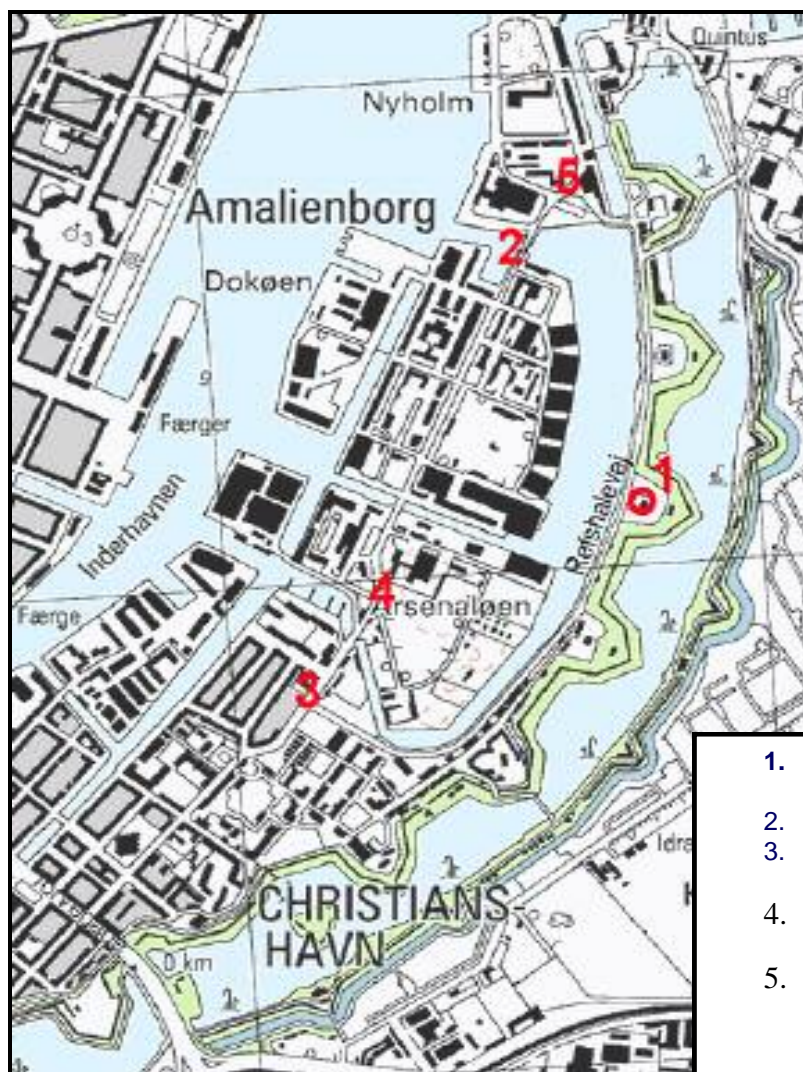 Quintus
Nyholm
5
Amalienborg
2
Dokøen
Færger
1
Refshalevej
Inderhavnen
4
Arsenaløen
Færge
3
CHRISTIANS-
HAVN
0 km
Idra
1.
2.
3.
4.
5.